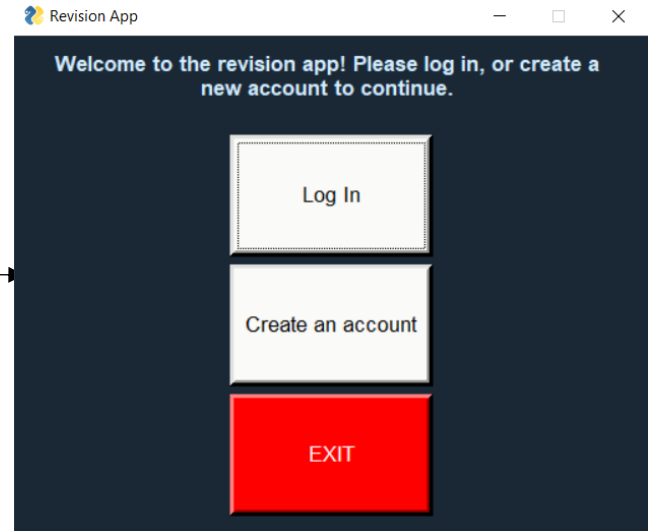 Revision App
Welcome to the revision app! Please log in, or create a
new account to continue.
Log In
Create an account
EXIT